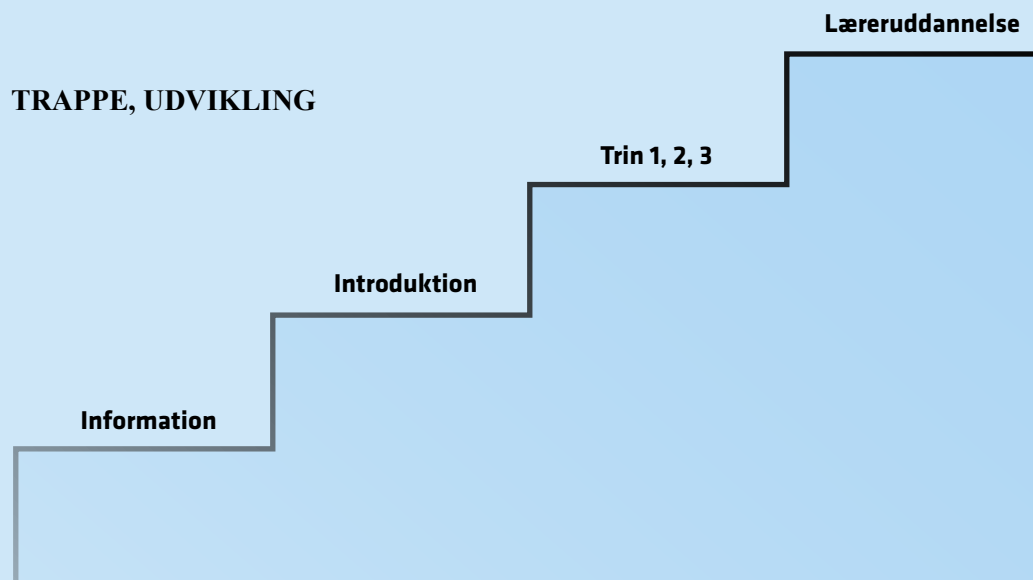 Læreruddannelse
TRAPPE, UDVIKLING
Trin 1, 2, 3
Introduktion
Information